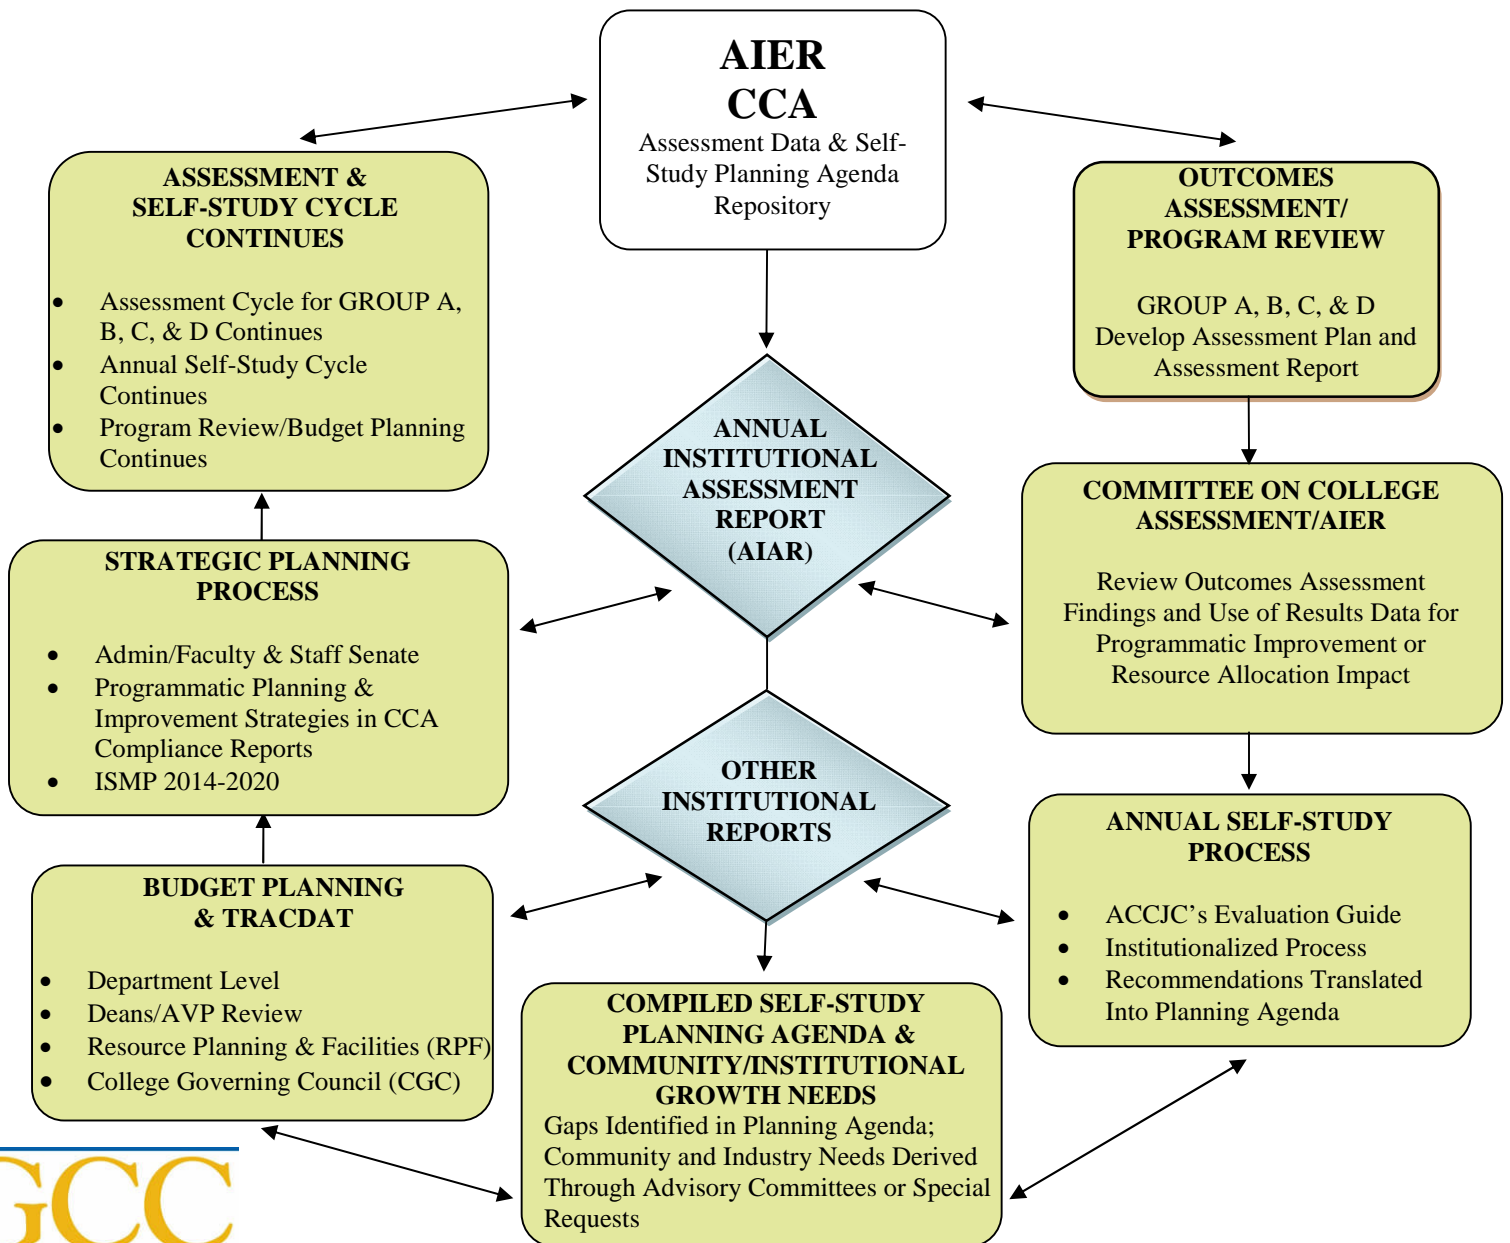 AIER
CCA
Assessment Data & Self-
Study Planning Agenda
Repository
ASSESSMENT &
SELF-STUDY CYCLE
CONTINUES
• Assessment Cycle for GROUP A,
B, C, & D Continues
• Annual Self-Study Cycle
Continues
• Program Review/Budget Planning
Continues
OUTCOMES
ASSESSMENT/
PROGRAM REVIEW
GROUP A, B, C, & D
Develop Assessment Plan and
Assessment Report
ANNUAL
INSTITUTIONAL
ASSESSMENT
REPORT
(AIAR)
COMMITTEE ON COLLEGE
ASSESSMENT/AIER
Review Outcomes Assessment
Findings and Use of Results Data for
Programmatic Improvement or
Resource Allocation Impact
STRATEGIC PLANNING
PROCESS
• Admin/Faculty & Staff Senate
• Programmatic Planning &
Improvement Strategies in CCA
Compliance Reports
• ISMP 2014-2020
OTHER
INSTITUTIONAL
REPORTS
ANNUAL SELF-STUDY
PROCESS
• ACCJC’s Evaluation Guide
• Institutionalized Process
• Recommendations Translated
Into Planning Agenda
BUDGET PLANNING
& TRACDAT
• Department Level
• Deans/AVP Review
• Resource Planning & Facilities (RPF)
• College Governing Council (CGC)
COMPILED SELF-STUDY
PLANNING AGENDA &
COMMUNITY/INSTITUTIONAL
GROWTH NEEDS
Gaps Identified in Planning Agenda;
Community and Industry Needs Derived
Through Advisory Committees or Special
Requests
GCC